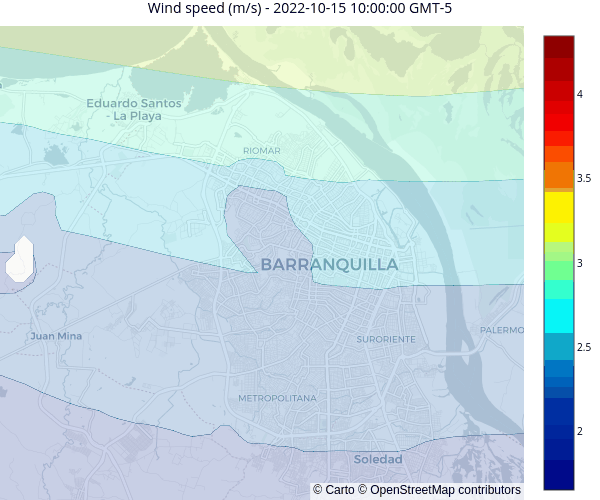 Wind speed (m/s) - 2022-10-15 10:00:00 GMT-5
Eduardo Santos
- La Playa
RIOMAR
BARRANQUILLA
Juan Mina
SURORIENTE
PALERMO
METROPOLITANA
Soledad
© Carto © OpenStreetMap contributors
4
3.5
3
2.5
2